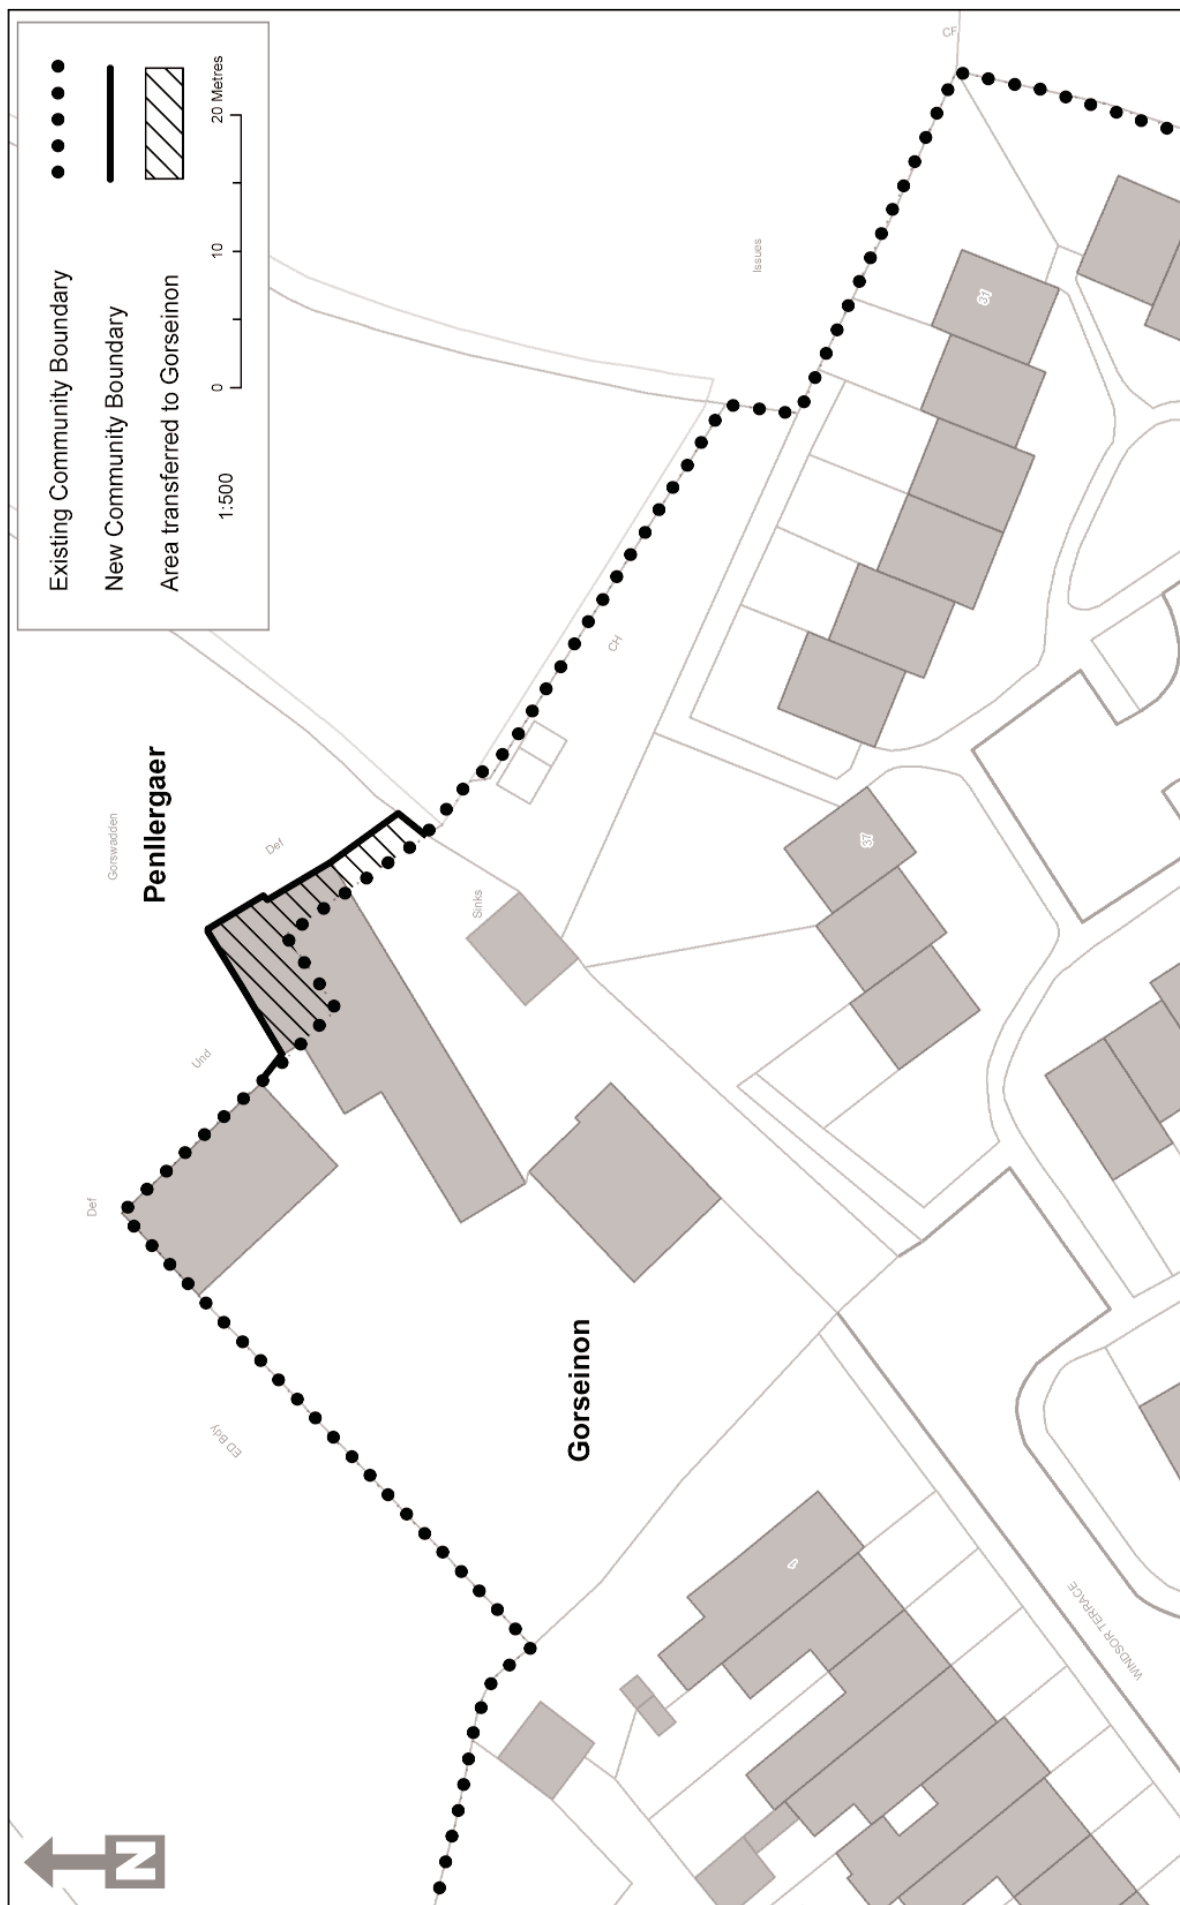 Existing Community Boundary
New Community Boundary
Area transferred to Gorseinon
1:500
0 10 20 Metres
CF
Issues
CH
Penllergaer
Gorswadden
Def
Sinks
Und
Def
ED Bdy
Gorseinon
WINDSOR TERRACE
31
37
1
N